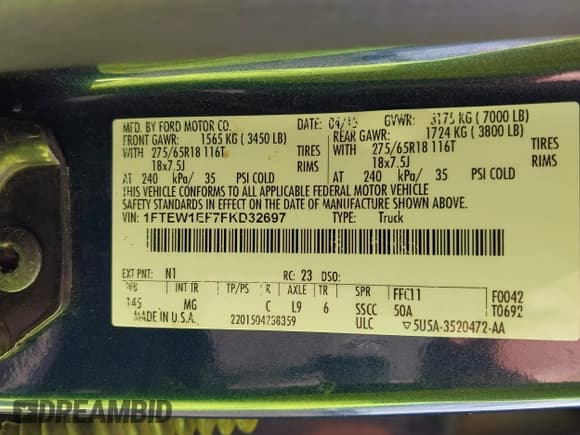 MFD. BY FORD MOTOR CO. DATE: 04/15 GVWR: 3175 KG ( 7000 LB)
FRONT GAWR: 1565 KG ( 3450 LB) REAR GAWR: 1724 KG ( 3800 LB)
WITH 275/65R18 116T TIRES WITH 275/65R18 116T TIRES
18x7.5J RIMS 18x7.5J RIMS
AT 240 kPa/ 35 PSI COLD AT 240 kPa/ 35 PSI COLD
THIS VEHICLE CONFORMS TO ALL APPLICABLE FEDERAL MOTOR VEHICLE
SAFETY STANDARDS IN EFFECT ON THE DATE OF MANUFACTURE SHOWN ABOVE.
VIN: 1FTEW1EF7FKD32697 TYPE: Truck
EXT PNT: N1 RC: 23 DSO:
WB INT TR TP/PS R AXLE TR SPR FFC11 F0042
145 MG C L9 6 SSCC 50A T0692
MADE IN U.S.A. 2201504238359 ULC ▽5U5A-3520472-AA
DREAMBID